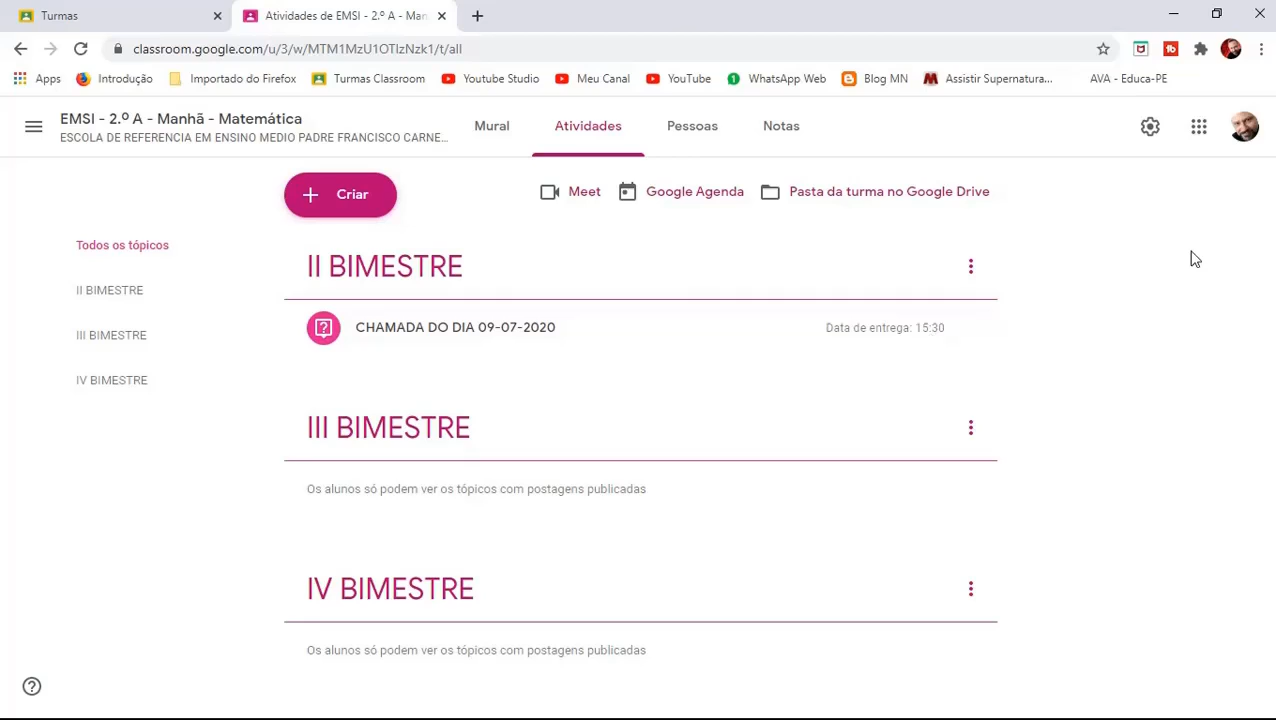 Turmas
Atividades de EMSI - 2.º A - Man
classroom.google.com/u/3/w/MTM1MzU1OTIzNzk1/t/all
Apps
Introdução
Importado do Firefox
Turmas Classroom
Youtube Studio
Meu Canal
YouTube
WhatsApp Web
Blog MN
Assistir Supernatura...
AVA - Educa-PE
EMSI - 2.º A - Manhã - Matemática
ESCOLA DE REFERENCIA EM ENSINO MEDIO PADRE FRANCISCO CARNE...
Mural
Atividades
Pessoas
Notas
Criar
Meet
Google Agenda
Pasta da turma no Google Drive
Todos os tópicos
II BIMESTRE
III BIMESTRE
IV BIMESTRE
II BIMESTRE
CHAMADA DO DIA 09-07-2020
Data de entrega: 15:30
III BIMESTRE
Os alunos só podem ver os tópicos com postagens publicadas
IV BIMESTRE
Os alunos só podem ver os tópicos com postagens publicadas